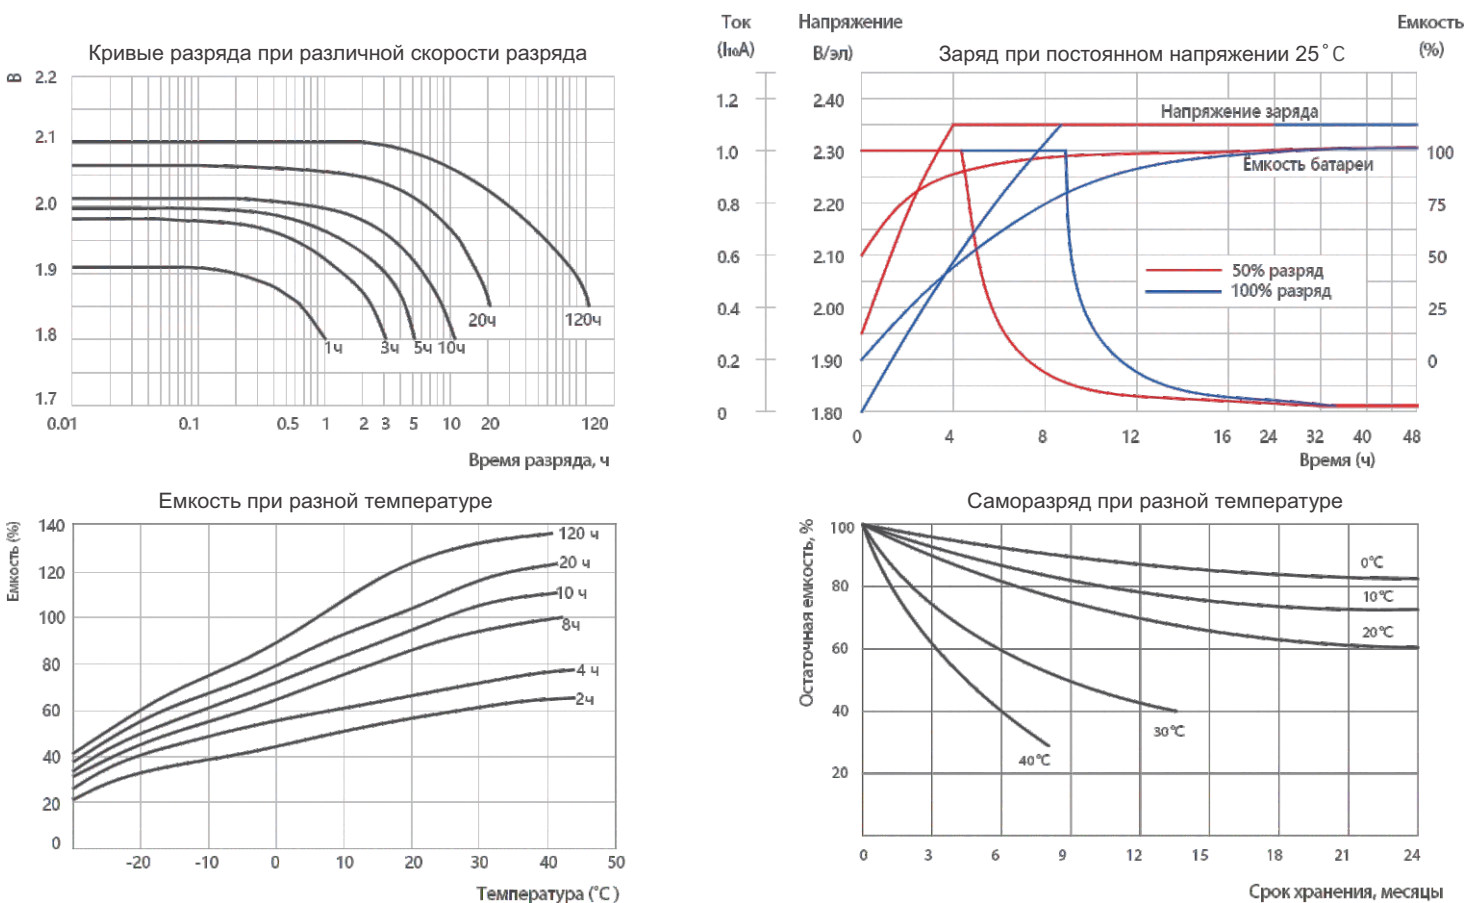 Кривые разряда при различной скорости разряда
В
2.2
2.1
2.0
1.9
1.8
1.7
1ч
3ч
5ч
10ч
20ч
120ч
0.01 0.1 0.5 1 2 3 5 10 20 120
Время разряда, ч
Ток
(I₁₀А)
Напряжение
В/эл)
Заряд при постоянном напряжении 25˚С
Емкость
(%)
1.2
1.0
0.8
0.6
0.4
0.2
0
2.40
2.30
2.20
2.10
2.00
1.90
1.80
Напряжение заряда
Емкость батареи
50% разряд
100% разряд
100
75
50
25
0
0 4 8 12 16 24 32 40 48
Время (ч)
Емкость при разной температуре
Емкость (%)
140
120
100
80
60
40
20
0
120 ч
20 ч
10 ч
8ч
4 ч
2ч
-20 -10 0 10 20 30 40 50
Температура (°С )
Саморазряд при разной температуре
Остаточная емкость, %
100
80
60
40
20
0°С
10°С
20°С
30°С
40°С
0 3 6 9 12 15 18 21 24
Срок хранения, месяцы